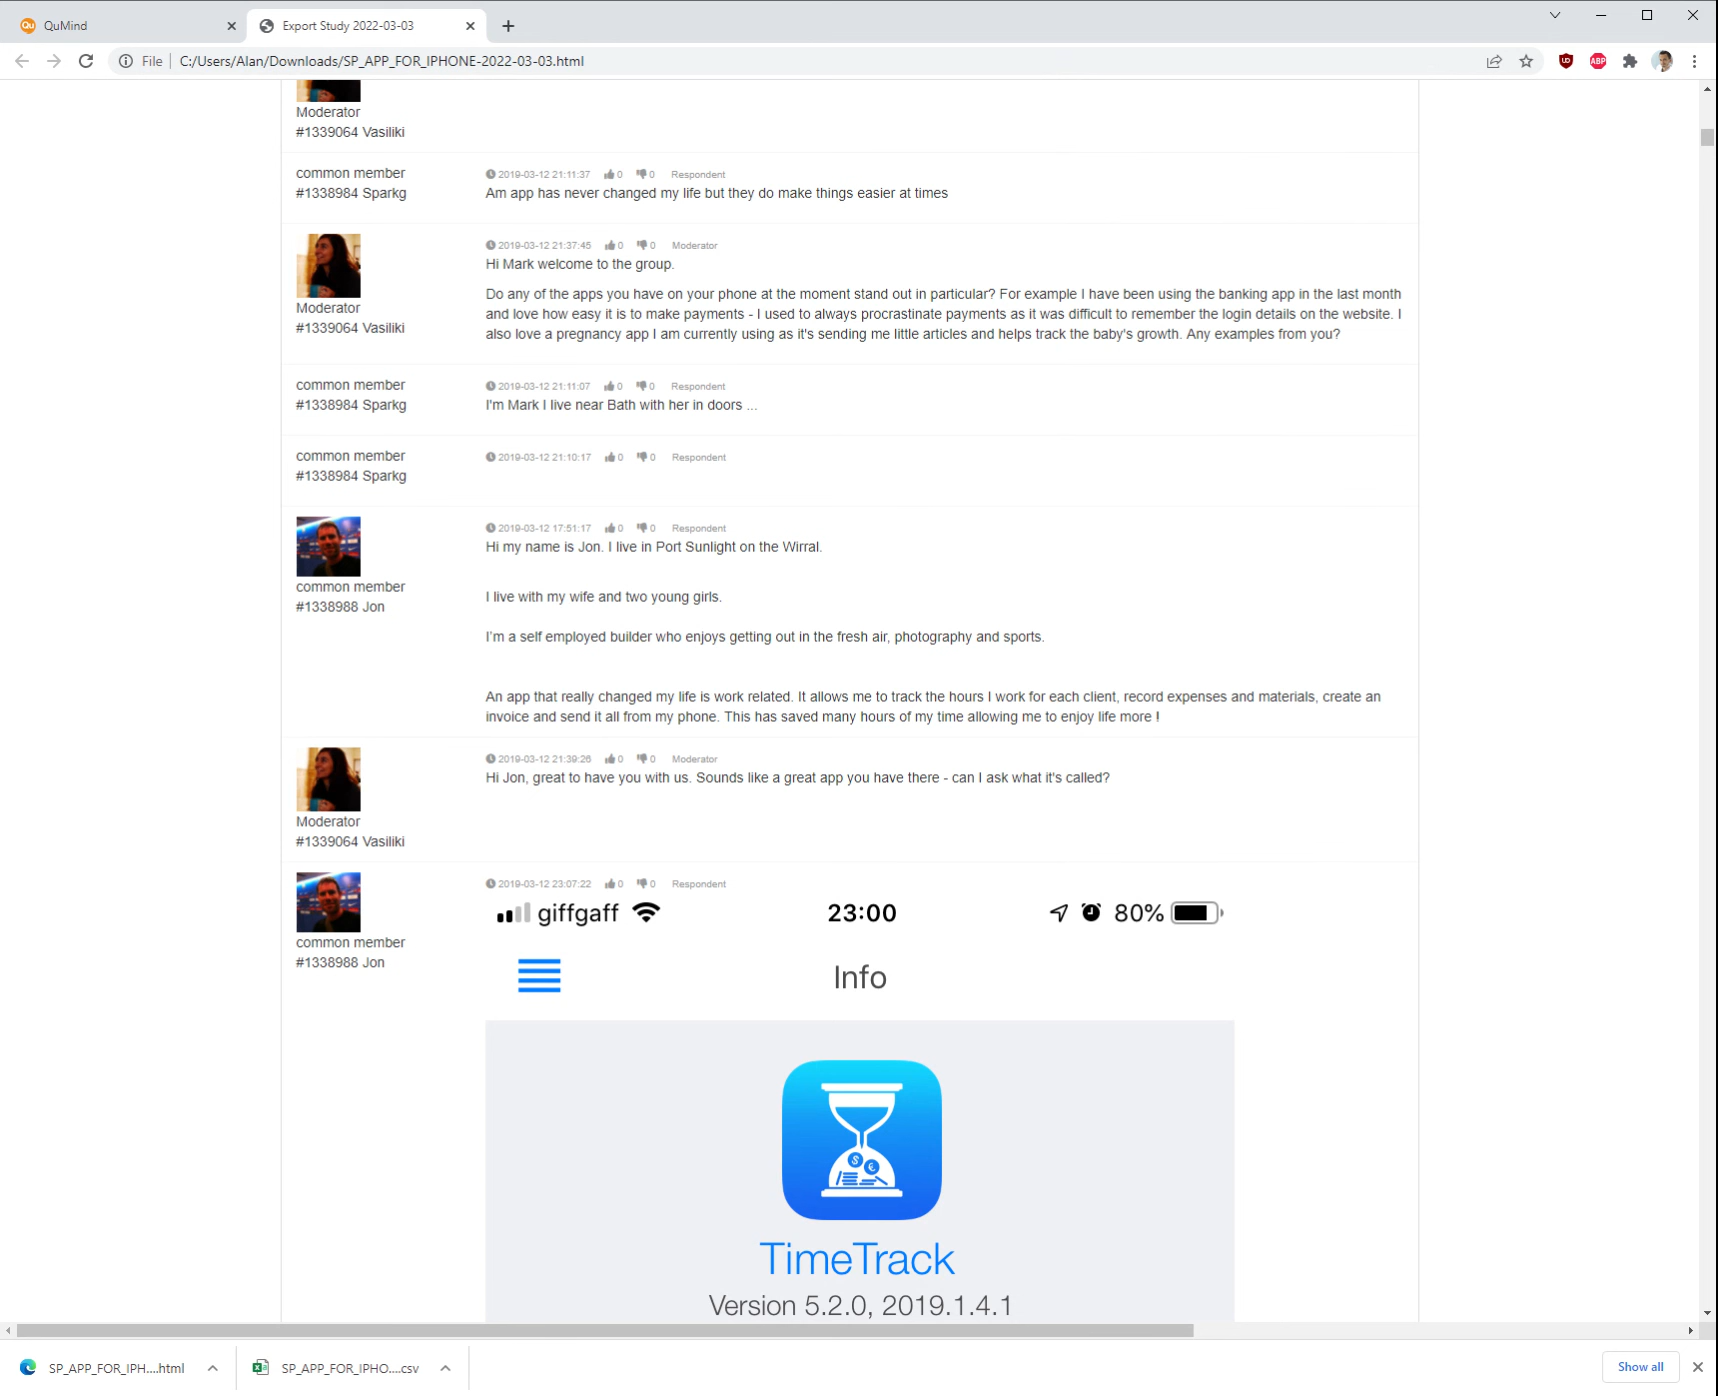 QuMind
Export Study 2022-03-03
File
C:/Users/Alan/Downloads/SP_APP_FOR_IPHONE-2022-03-03.html
ABP
Moderator
#1339064 Vasiliki
common member
#1338984 Sparkg
2019-03-12 21:11:37 0 0 Respondent
Am app has never changed my life but they do make things easier at times
Moderator
#1339064 Vasiliki
2019-03-12 21:37:45 0 0 Moderator
Hi Mark welcome to the group.
Do any of the apps you have on your phone at the moment stand out in particular? For example I have been using the banking app in the last month
and love how easy it is to make payments - I used to always procrastinate payments as it was difficult to remember the login details on the website. I
also love a pregnancy app I am currently using as it's sending me little articles and helps track the baby's growth. Any examples from you?
common member
#1338984 Sparkg
2019-03-12 21:11:07 0 0 Respondent
I'm Mark I live near Bath with her in doors ...
common member
#1338984 Sparkg
2019-03-12 21:10:17 0 0 Respondent
common member
#1338988 Jon
2019-03-12 17:51:17 0 0 Respondent
Hi my name is Jon. I live in Port Sunlight on the Wirral.
I live with my wife and two young girls.
I'm a self employed builder who enjoys getting out in the fresh air, photography and sports.
An app that really changed my life is work related. It allows me to track the hours I work for each client, record expenses and materials, create an
invoice and send it all from my phone. This has saved many hours of my time allowing me to enjoy life more !
Moderator
#1339064 Vasiliki
2019-03-12 21:39:26 0 0 Moderator
Hi Jon, great to have you with us. Sounds like a great app you have there - can I ask what it's called?
common member
#1338988 Jon
2019-03-12 23:07:22 0 0 Respondent
giffgaff 23:00 80%
Info
TimeTrack
Version 5.2.0, 2019.1.4.1
SP_APP_FOR_IPH....html
SP_APP_FOR_IPHO....csv
Show all